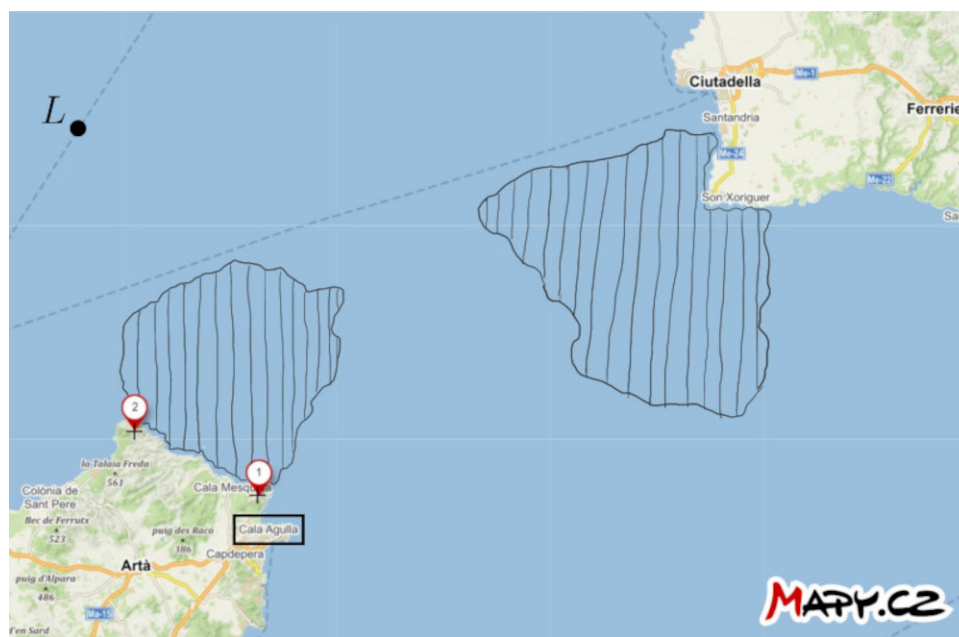 L
Ciutadella
Me-1
Santandria
Ferrerie
Me-24
Me-22
Son Xoriguer
Sa
2
1
la Talaia Freda
561
Cala Mesqu
Colònia de
Sant Pere
Bec de Ferrutx
523
puig des Racó
386
Cala Agulla
Capdepera
Artà
puig d'Alpara
486
Ma-15
d'en Sard
MAPY.CZ